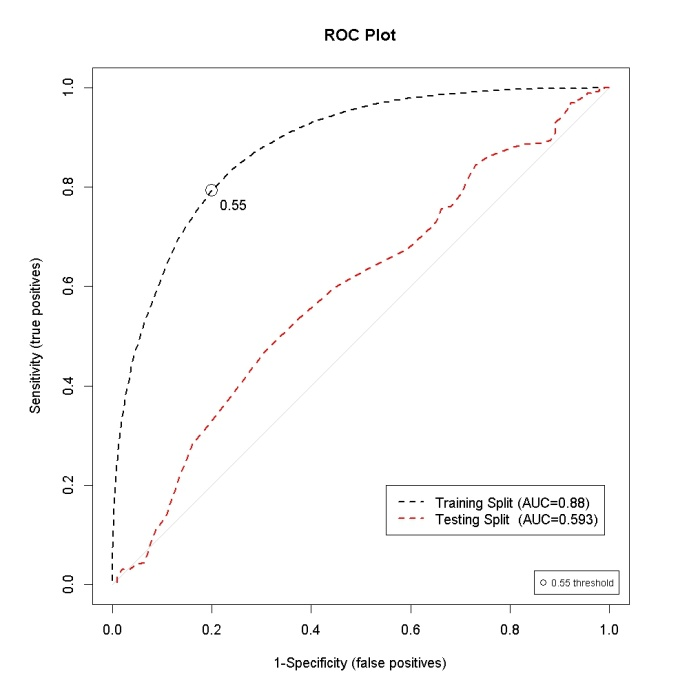 ROC Plot
Sensitivity (true positives)
1.0
0.8
0.6
0.4
0.2
0.0
0.55
Training Split (AUC=0.88)
Testing Split (AUC=0.593)
0.55 threshold
0.0 0.2 0.4 0.6 0.8 1.0
1-Specificity (false positives)